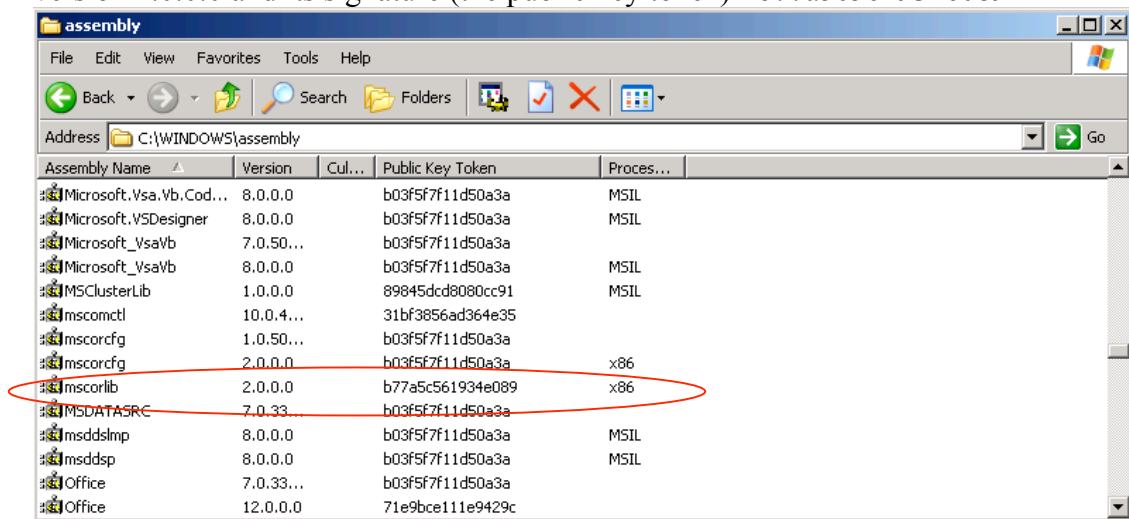 assembly
File Edit View Favorites Tools Help
Back Search Folders
Address C:\WINDOWS\assembly Go
Assembly Name Version Cul... Public Key Token Proces...
Microsoft.Vsa.Vb.Cod... 8.0.0.0 b03f5f7f11d50a3a MSIL
Microsoft.VSDesigner 8.0.0.0 b03f5f7f11d50a3a MSIL
Microsoft_VsaVb 7.0.50... b03f5f7f11d50a3a
Microsoft_VsaVb 8.0.0.0 b03f5f7f11d50a3a MSIL
MSClusterLib 1.0.0.0 89845dcd8080cc91 MSIL
mscomctl 10.0.4... 31bf3856ad364e35
mscorcfg 1.0.50... b03f5f7f11d50a3a
mscorcfg 2.0.0.0 b03f5f7f11d50a3a x86
mscorlib 2.0.0.0 b77a5c561934e089 x86
MSDATASRC 7.0.33... b03f5f7f11d50a3a
msddslmp 8.0.0.0 b03f5f7f11d50a3a MSIL
msddsp 8.0.0.0 b03f5f7f11d50a3a MSIL
Office 7.0.33... b03f5f7f11d50a3a
Office 12.0.0.0 71e9bce111e9429c